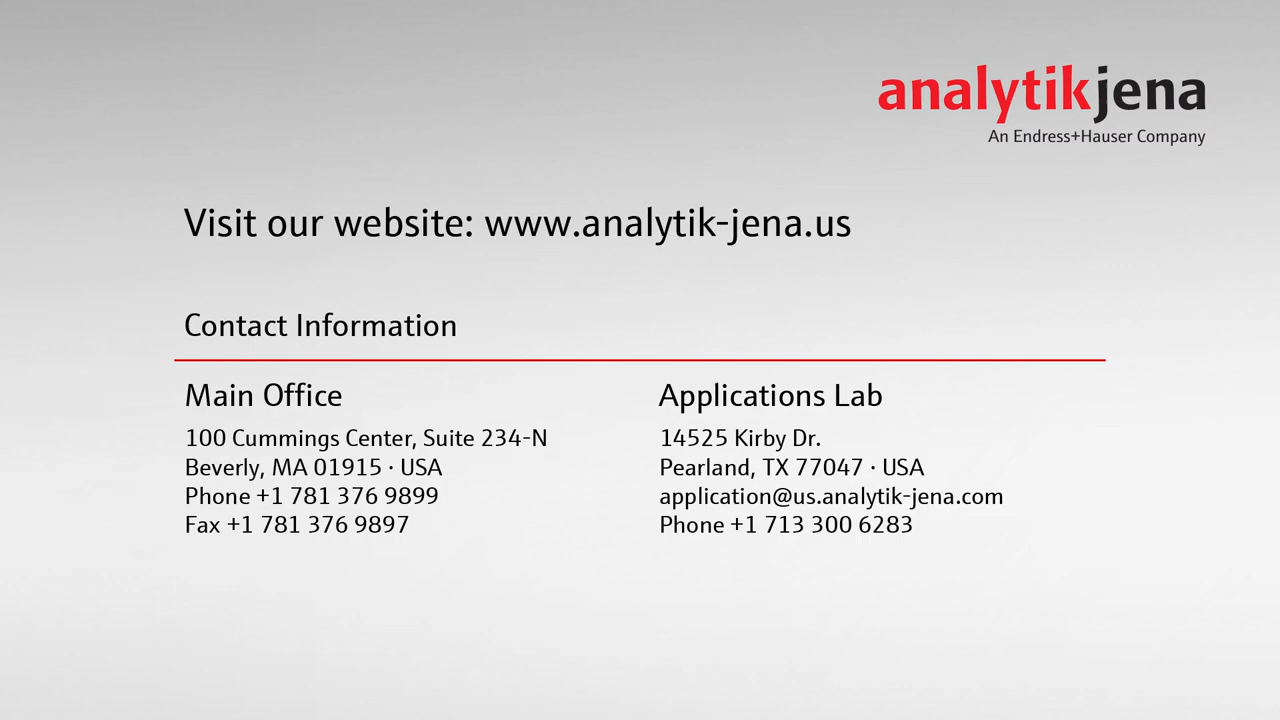 analytikjena
An Endress+Hauser Company
Visit our website: www.analytik-jena.us
Contact Information
Main Office
100 Cummings Center, Suite 234-N
Beverly, MA 01915 · USA
Phone +1 781 376 9899
Fax +1 781 376 9897
Applications Lab
14525 Kirby Dr.
Pearland, TX 77047 · USA
application@us.analytik-jena.com
Phone +1 713 300 6283